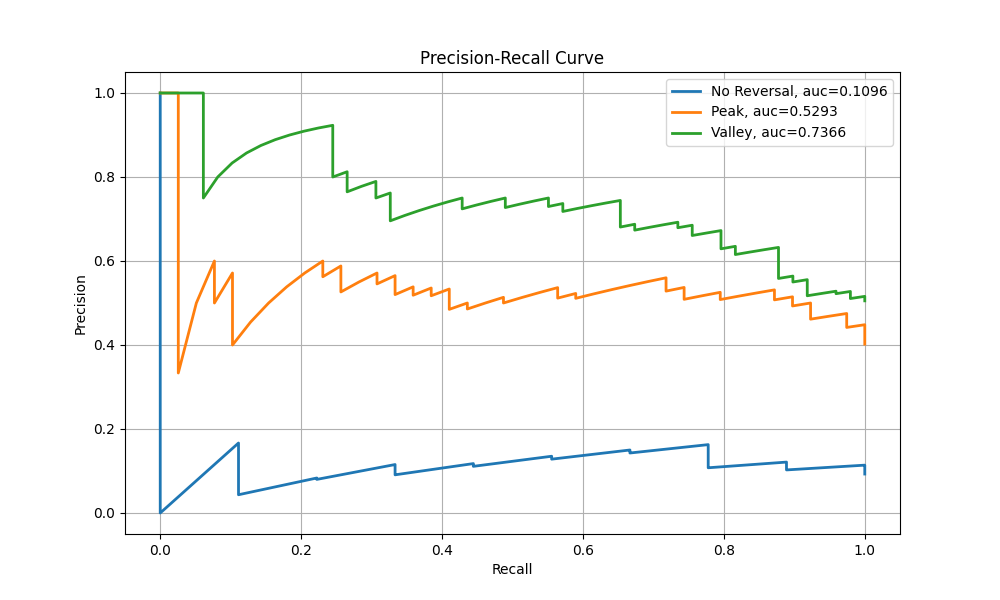 Precision-Recall Curve
No Reversal, auc=0.1096
Peak, auc=0.5293
Valley, auc=0.7366
Precision
1.0
0.8
0.6
0.4
0.2
0.0
0.0 0.2 0.4 0.6 0.8 1.0
Recall